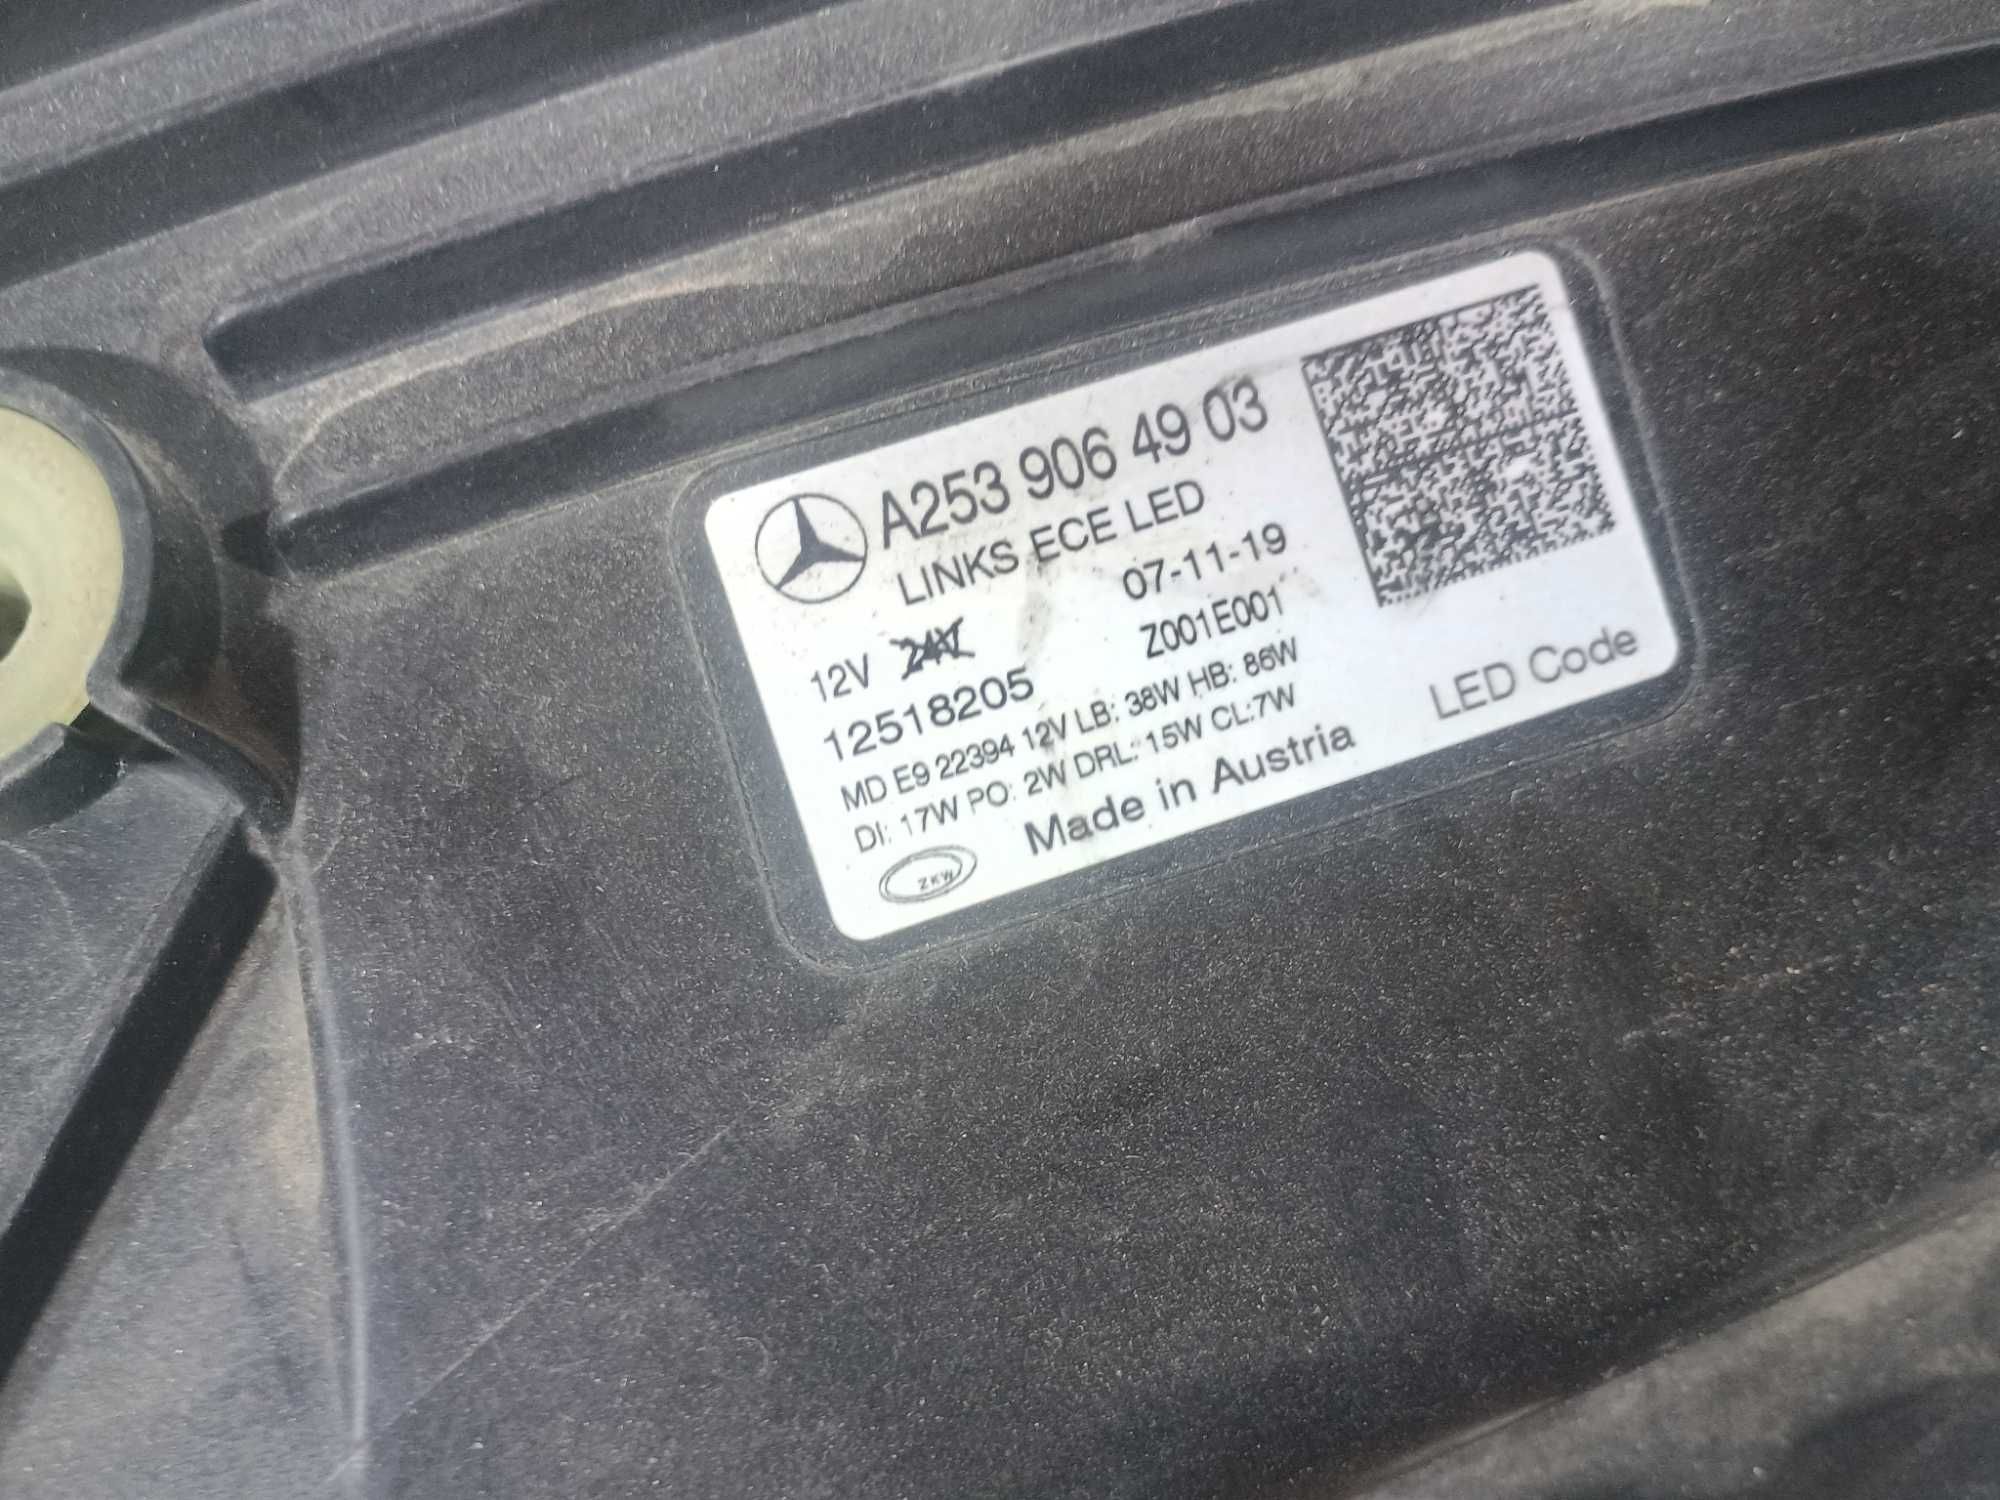 A253 906 49 03
LINKS ECE LED
12V 24V 07-11-19
12518205 Z001E001
MD E9 22394 12V LB: 38W HB: 86W
DI: 17W PO: 2W DRL: 15W CL:7W
ZKW Made in Austria
LED Code